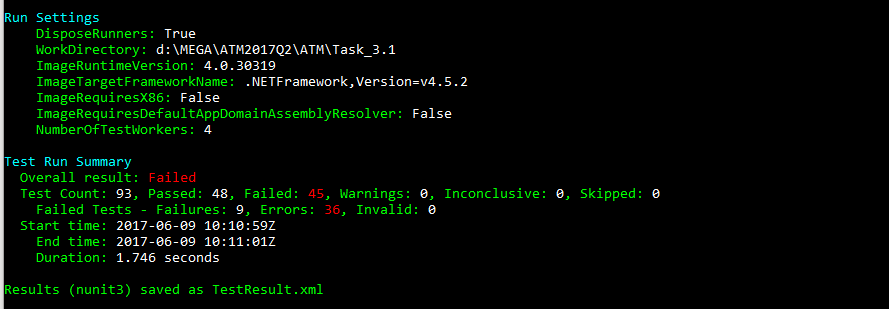 Run Settings
DisposeRunners: True
WorkDirectory: d:\MEGA\ATM2017Q2\ATM\Task_3.1
ImageRuntimeVersion: 4.0.30319
ImageTargetFrameworkName: .NETFramework,Version=v4.5.2
ImageRequiresX86: False
ImageRequiresDefaultAppDomainAssemblyResolver: False
NumberOfTestWorkers: 4
Test Run Summary
Overall result: Failed
Test Count: 93, Passed: 48, Failed: 45, Warnings: 0, Inconclusive: 0, Skipped: 0
Failed Tests - Failures: 9, Errors: 36, Invalid: 0
Start time: 2017-06-09 10:10:59Z
End time: 2017-06-09 10:11:01Z
Duration: 1.746 seconds
Results (nunit3) saved as TestResult.xml